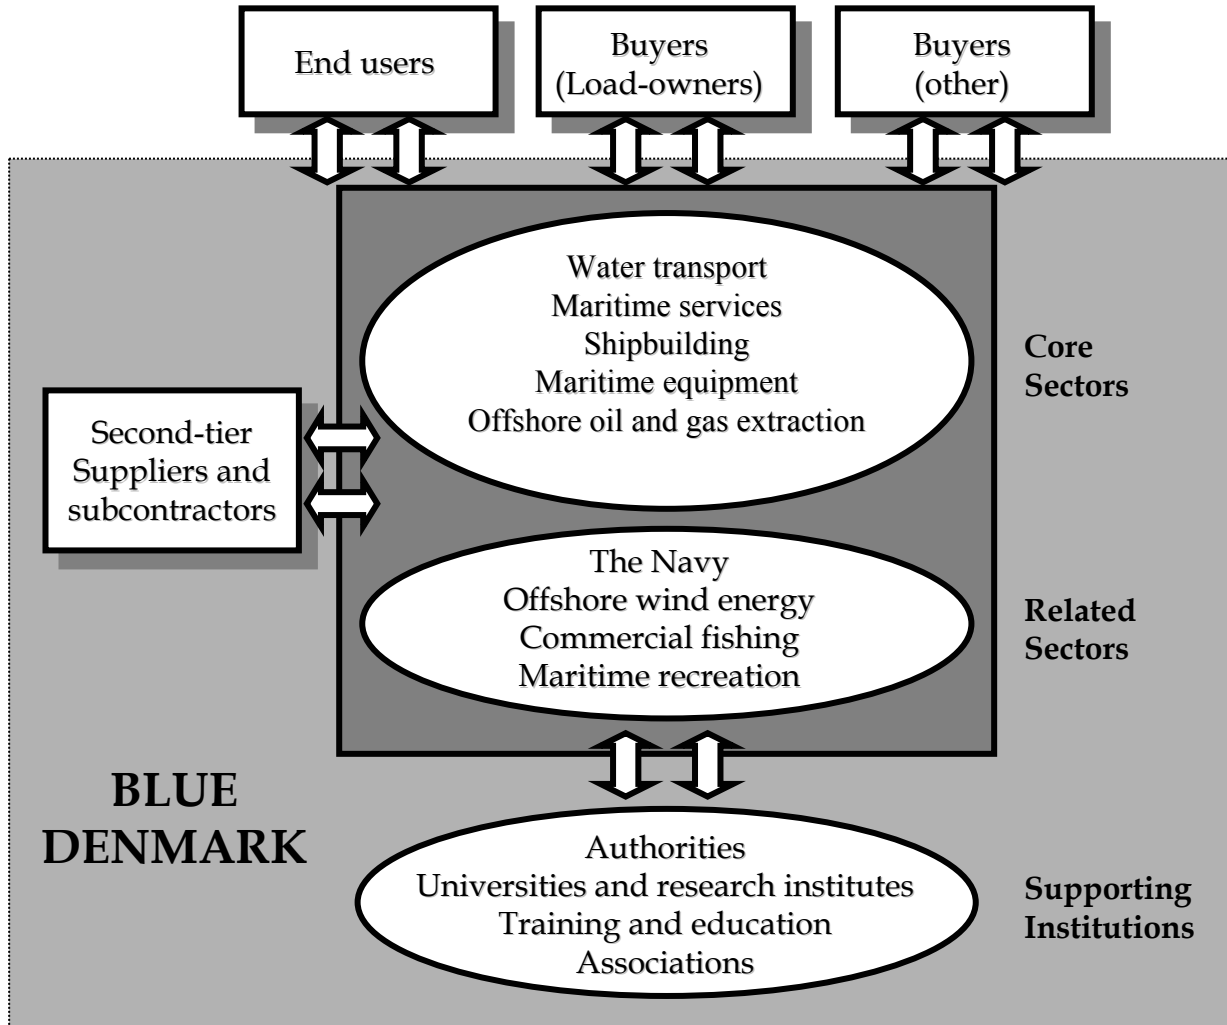 End users
Buyers
(Load-owners)
Buyers
(other)
Water transport
Maritime services
Shipbuilding
Maritime equipment
Offshore oil and gas extraction
Core
Sectors
Second-tier
Suppliers and
subcontractors
The Navy
Offshore wind energy
Commercial fishing
Maritime recreation
Related
Sectors
BLUE
DENMARK
Authorities
Universities and research institutes
Training and education
Associations
Supporting
Institutions